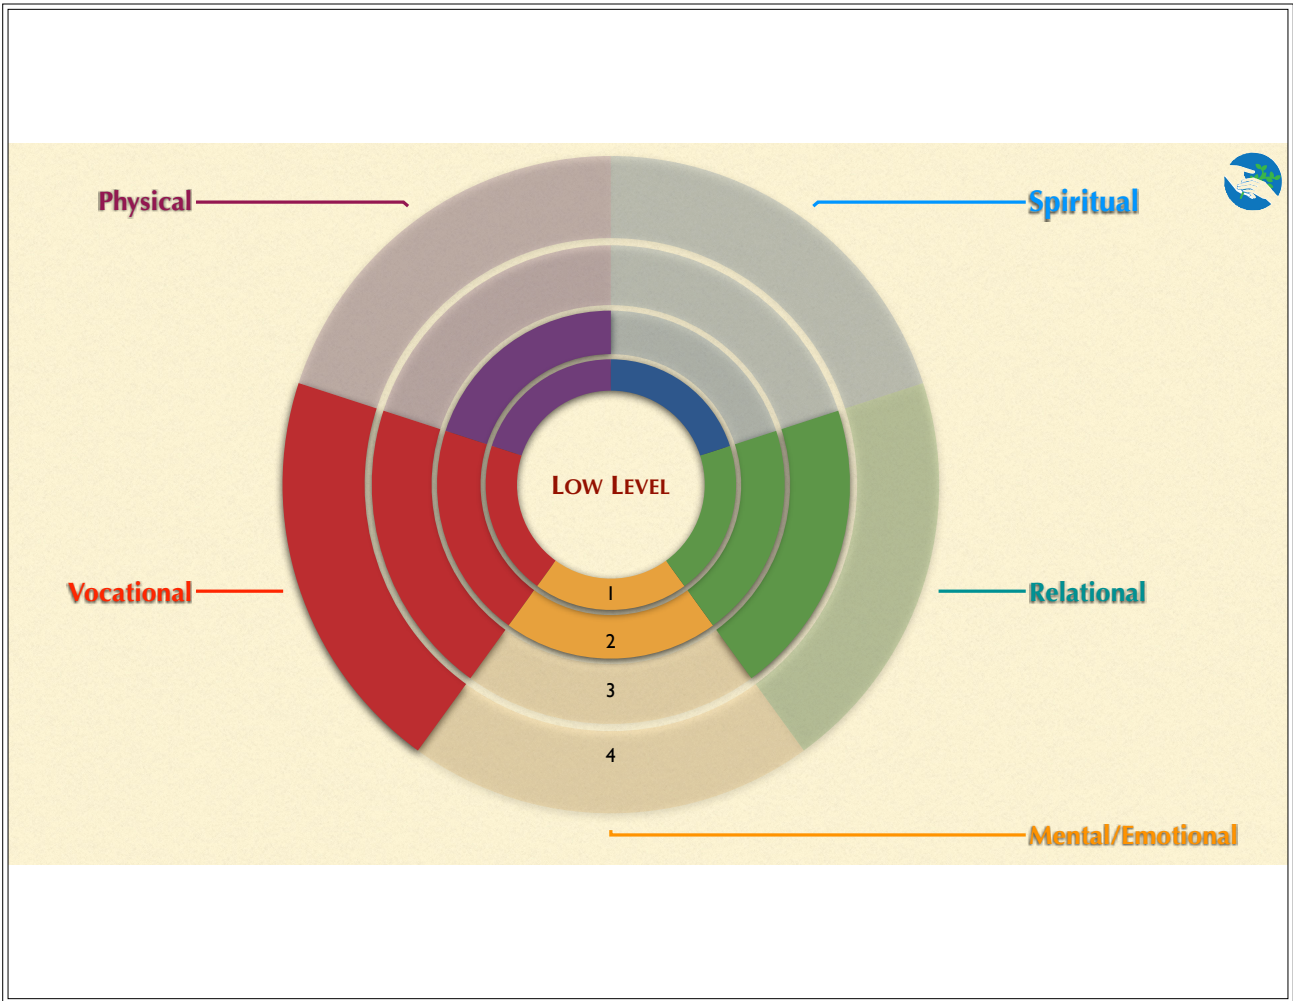 Physical
Spiritual
LOW LEVEL
1
Vocational
Relational
2
3
4
Mental/Emotional